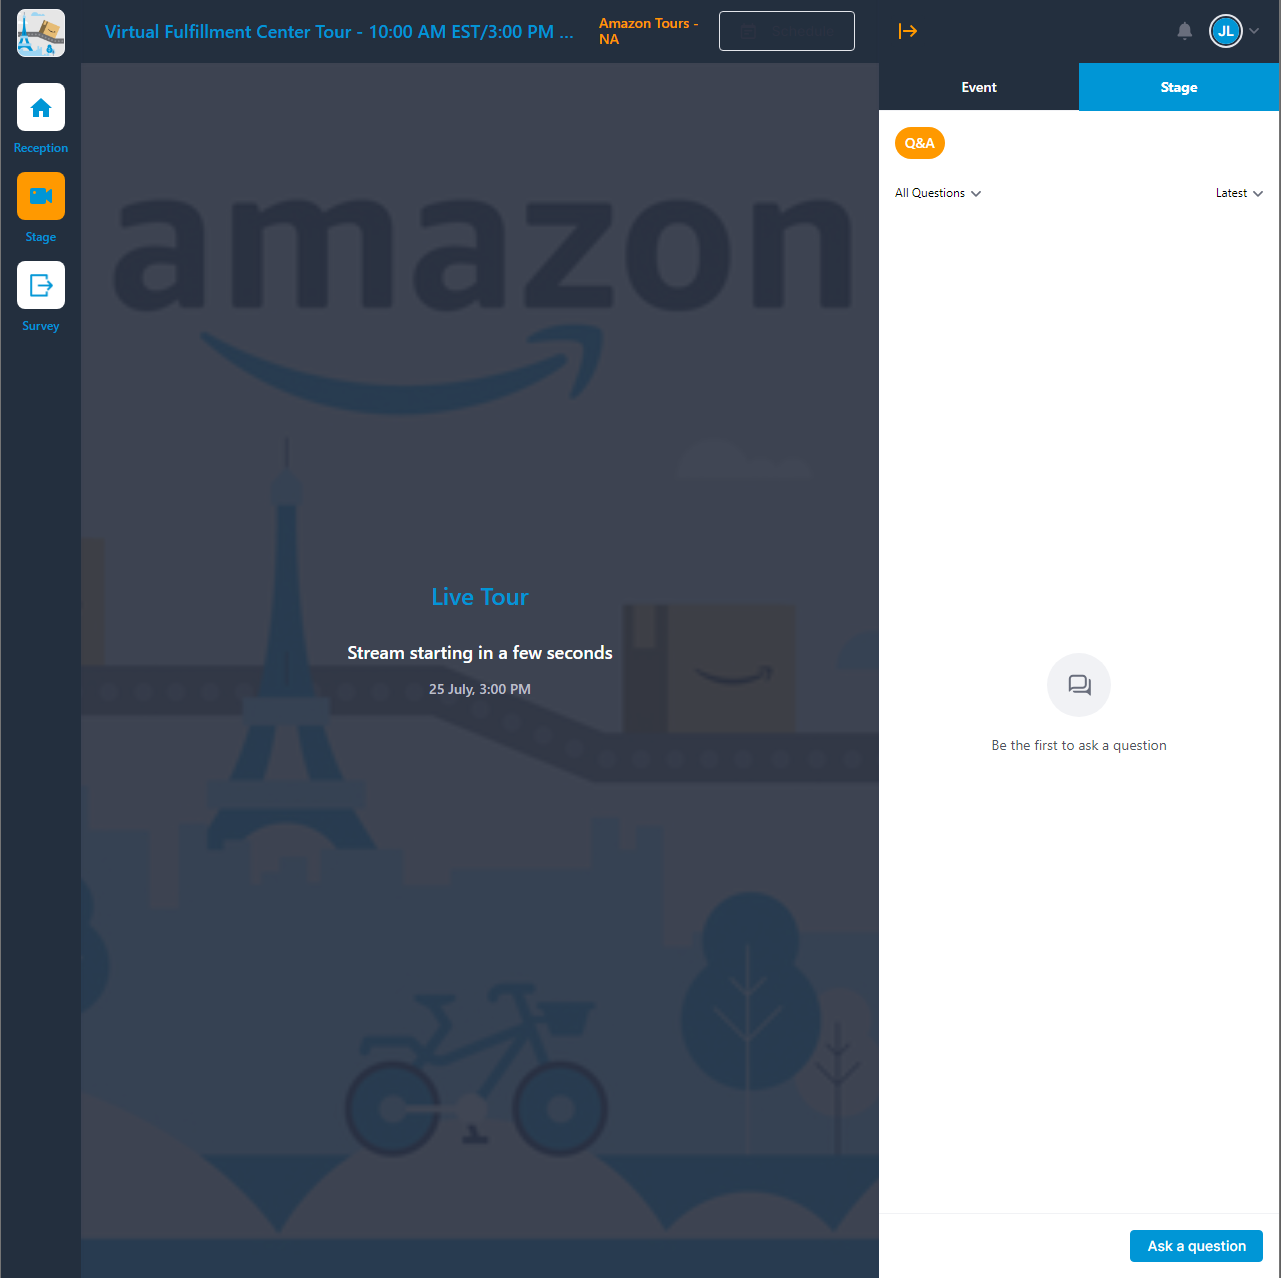 Virtual Fulfillment Center Tour - 10:00 AM EST/3:00 PM ...
Amazon Tours -
NA
JL
Reception
Stage
Survey
Event
Stage
Q&A
All Questions
Latest
amazon
Live Tour
Stream starting in a few seconds
25 July, 3:00 PM
Be the first to ask a question
Ask a question